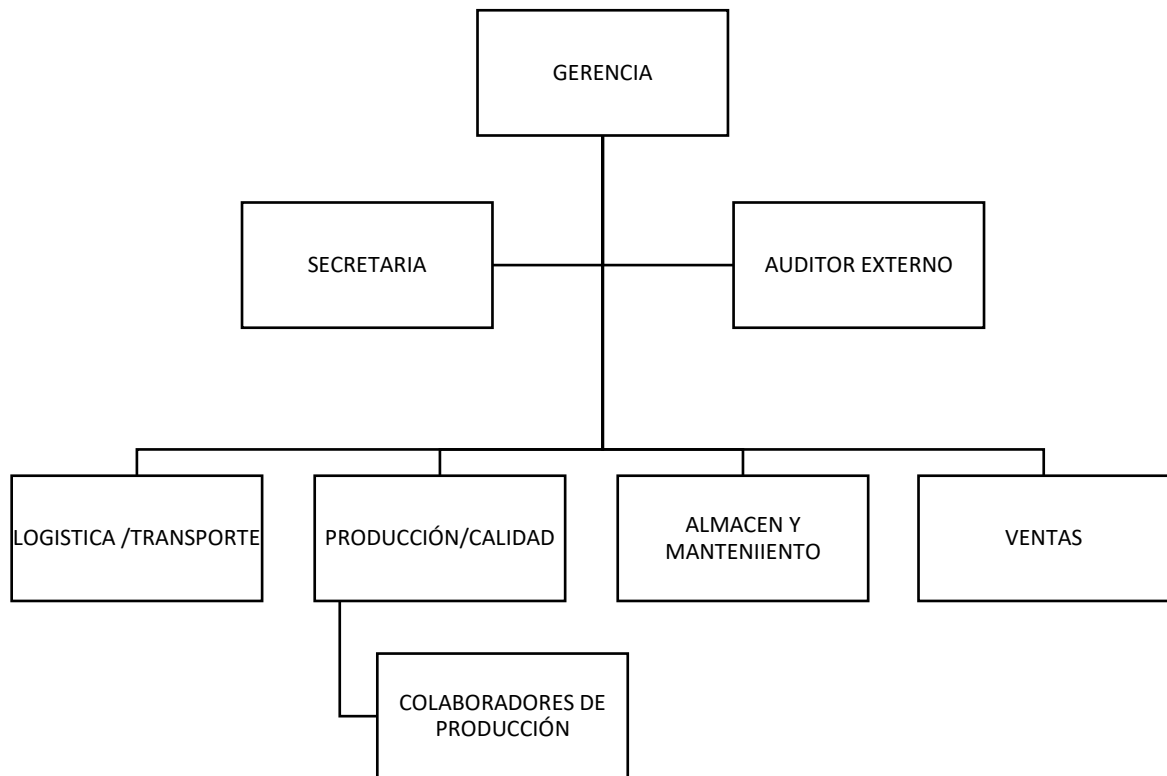 GERENCIA
SECRETARIA
AUDITOR EXTERNO
LOGISTICA /TRANSPORTE
PRODUCCIÓN/CALIDAD
ALMACEN Y
MANTENIIENTO
VENTAS
COLABORADORES DE
PRODUCCIÓN